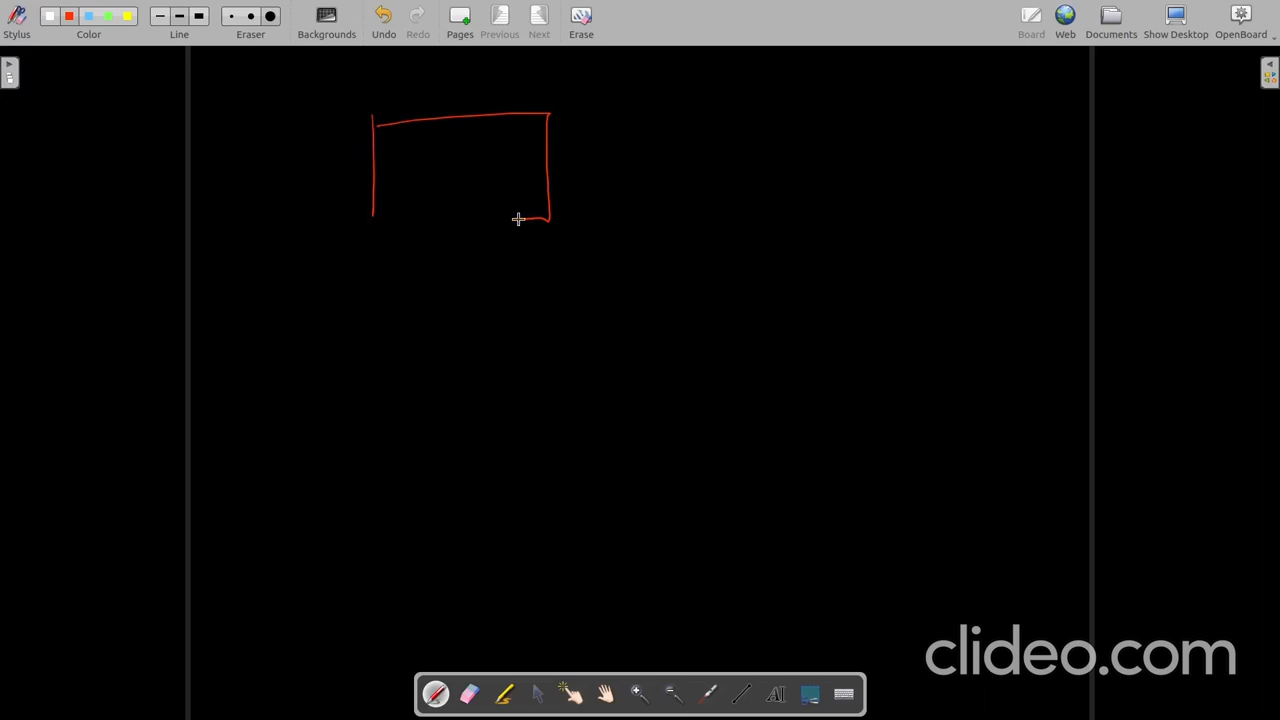 Stylus Color Line Eraser Backgrounds Undo Redo Pages Previous Next Erase Board Web Documents Show Desktop OpenBoard
clideo.com
AI